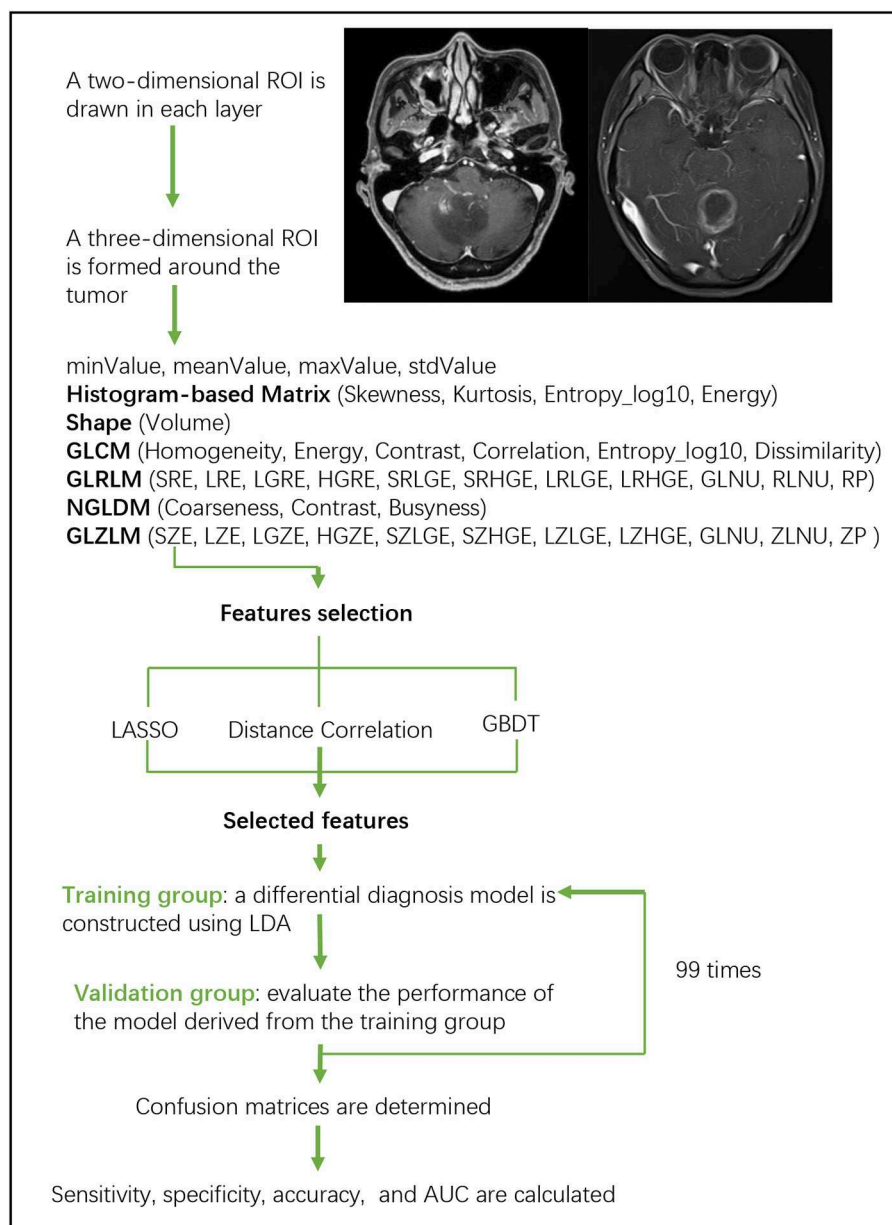 A two-dimensional ROI is
drawn in each layer
A three-dimensional ROI
is formed around the
tumor
minValue, meanValue, maxValue, stdValue
Histogram-based Matrix (Skewness, Kurtosis, Entropy_log10, Energy)
Shape (Volume)
GLCM (Homogeneity, Energy, Contrast, Correlation, Entropy_log10, Dissimilarity)
GLRLM (SRE, LRE, LGRE, HGRE, SRLGE, SRHGE, LRLGE, LRHGE, GLNU, RLNU, RP)
NGLDM (Coarseness, Contrast, Busyness)
GLZLM (SZE, LZE, LGZE, HGZE, SZLGE, SZHGE, LZLGE, LZHGE, GLNU, ZLNU, ZP )
Features selection
LASSO Distance Correlation GBDT
Selected features
Training group: a differential diagnosis model is
constructed using LDA
99 times
Validation group: evaluate the performance of
the model derived from the training group
Confusion matrices are determined
Sensitivity, specificity, accuracy,  and AUC are calculated